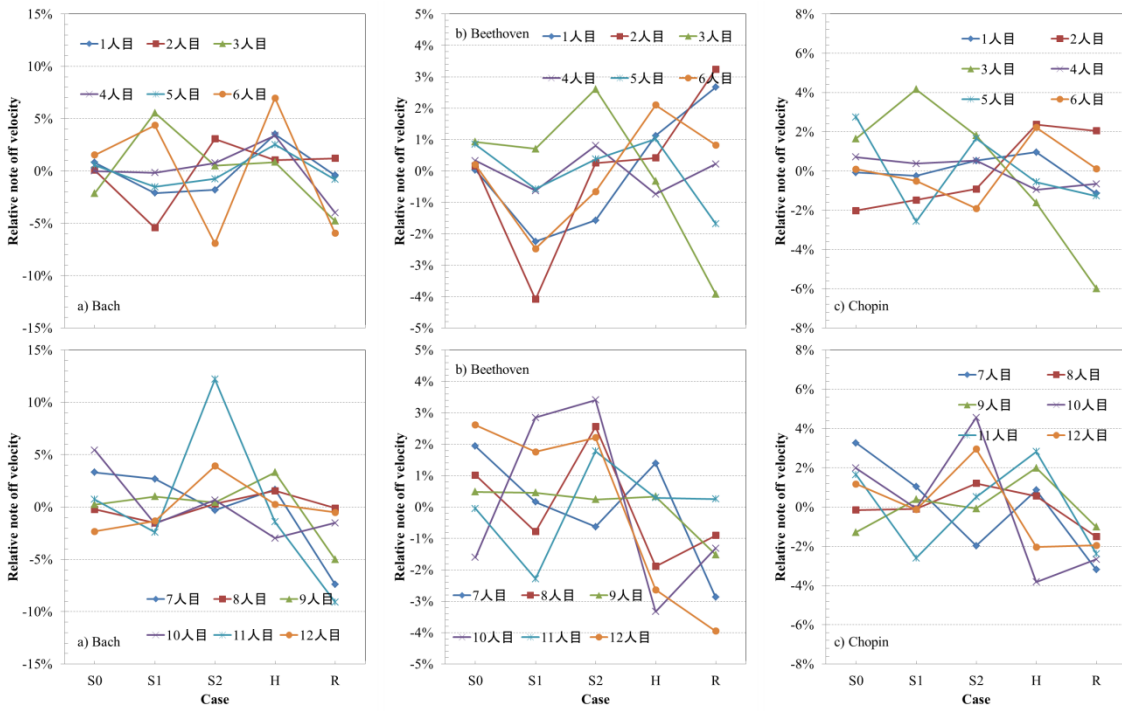 Relative note off velocity
15%
10%
5%
0%
-5%
-10%
-15%
1人目 2人目 3人目
4人目 5人目 6人目
a) Bach
Relative note off velocity
5%
4%
3%
2%
1%
0%
-1%
-2%
-3%
-4%
-5%
b) Beethoven
1人目 2人目 3人目
4人目 5人目 6人目
Relative note off velocity
8%
6%
4%
2%
0%
-2%
-4%
-6%
-8%
1人目 2人目
3人目 4人目
5人目 6人目
c) Chopin
Relative note off velocity
15%
10%
5%
0%
-5%
-10%
-15%
7人目 8人目 9人目
10人目 11人目 12人目
a) Bach
S0 S1 S2 H R
Case
Relative note off velocity
5%
4%
3%
2%
1%
0%
-1%
-2%
-3%
-4%
-5%
b) Beethoven
7人目 8人目 9人目
10人目 11人目 12人目
S0 S1 S2 H R
Case
Relative note off velocity
8%
6%
4%
2%
0%
-2%
-4%
-6%
-8%
7人目 8人目
9人目 10人目
11人目 12人目
c) Chopin
S0 S1 S2 H R
Case